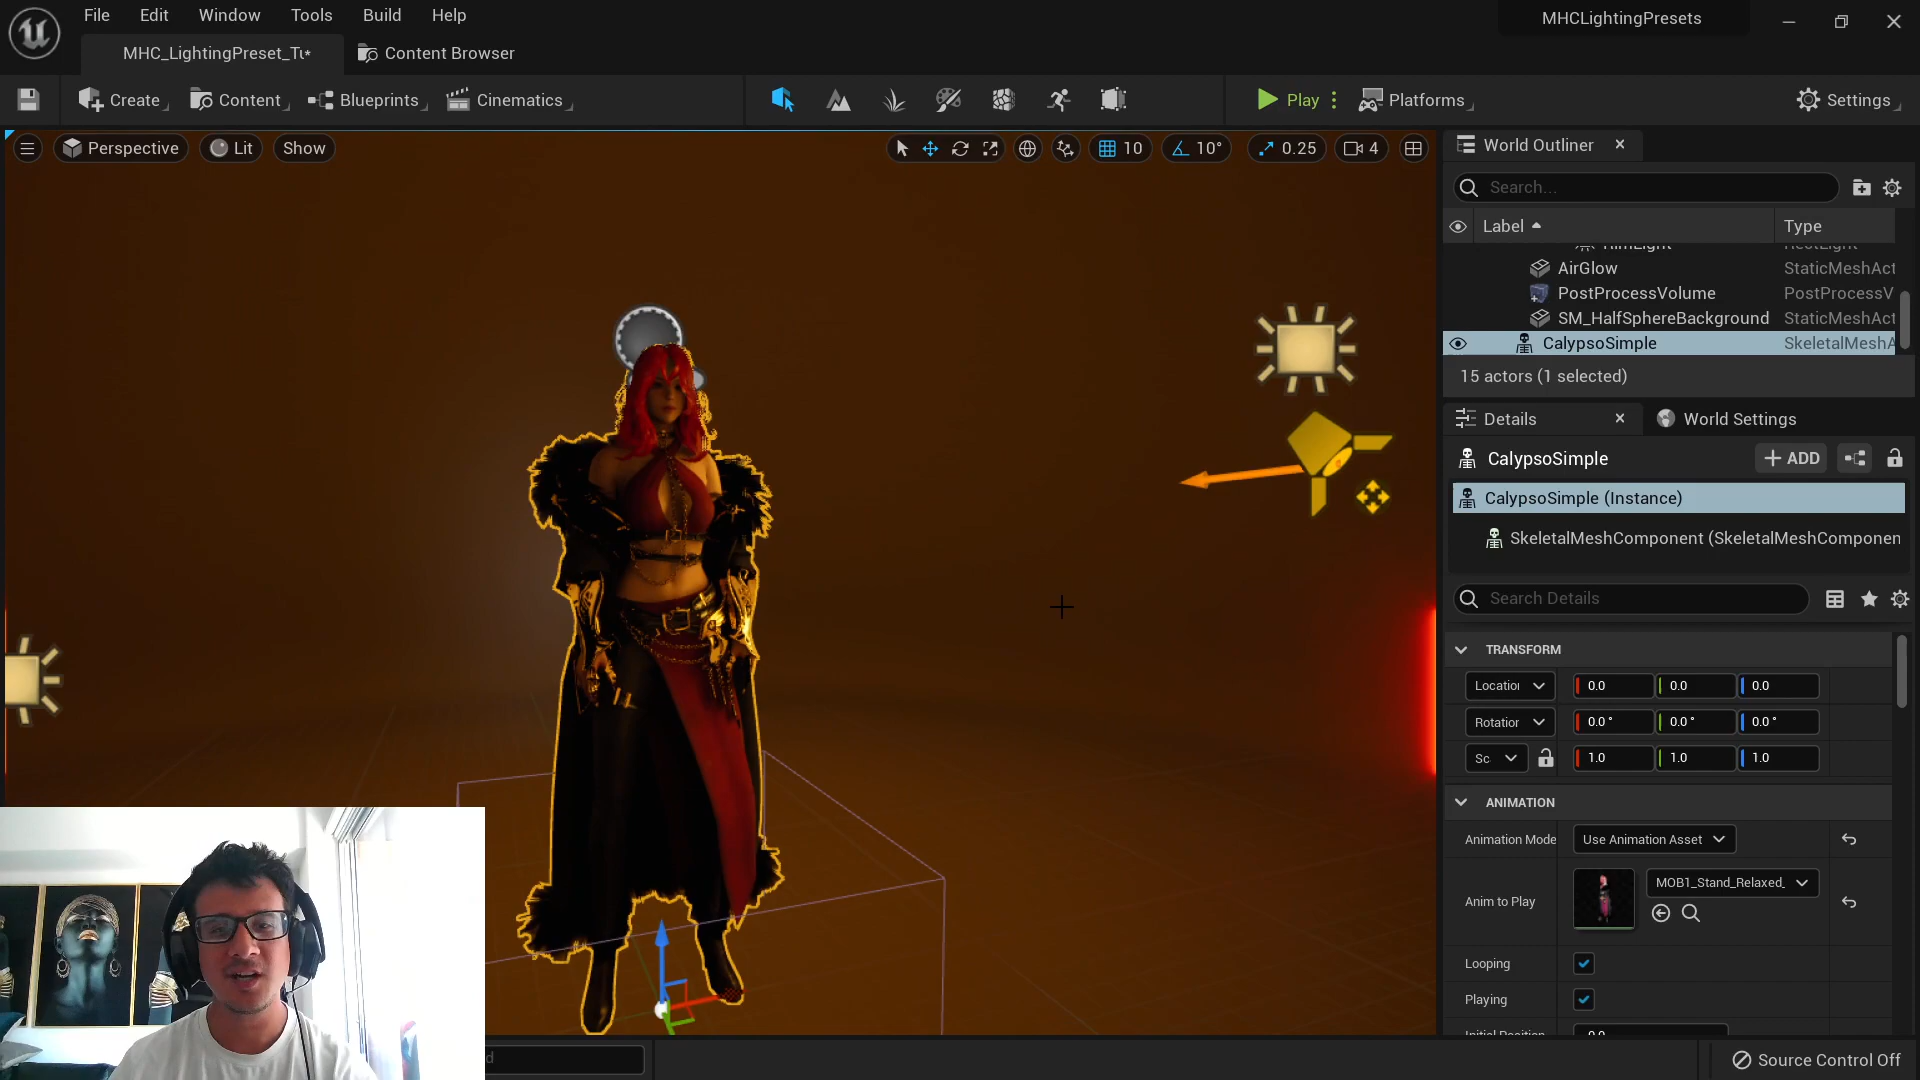 File Edit Window Tools Build Help
MHCLightingPresets
MHC_LightingPreset_Tu*
Content Browser
Create Content Blueprints Cinematics
Play Platforms Settings
Perspective Lit Show
10 10° 0.25 4
World Outliner
Search...
Label Type
AirGlow StaticMeshAct
PostProcessVolume PostProcessV
SM_HalfSphereBackground StaticMeshAct
CalypsoSimple SkeletalMeshA
15 actors (1 selected)
Details World Settings
CalypsoSimple ADD
CalypsoSimple (Instance)
SkeletalMeshComponent (SkeletalMeshComponen
Search Details
TRANSFORM
Location 0.0 0.0 0.0
Rotation 0.0 ° 0.0 ° 0.0 °
Sc 1.0 1.0 1.0
ANIMATION
Animation Mode Use Animation Asset
Anim to Play MOB1_Stand_Relaxed_
Looping
Playing
Source Control Off